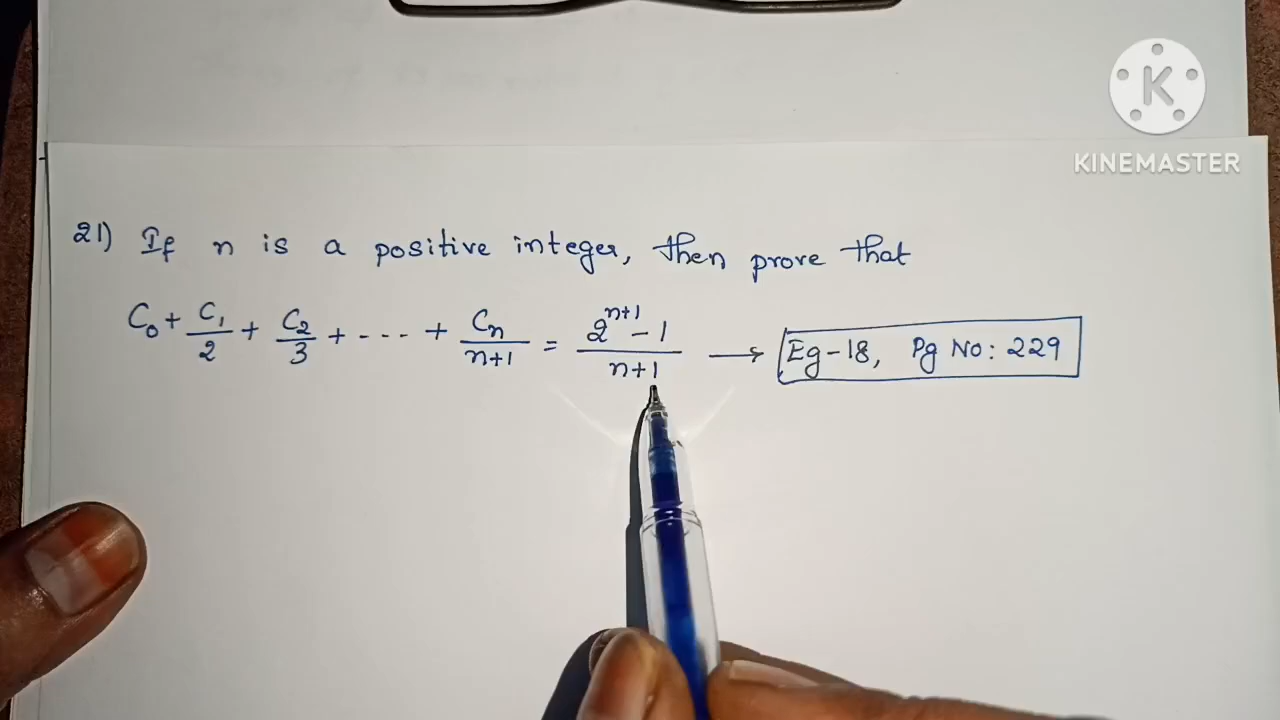 KINEMASTER
21) If n is a positive integer, then prove that
C₀ + C₁/2 + C₂/3 + ---- + Cₙ/n+1 = 2ⁿ⁺¹ - 1/n+1 → Eg-18, Pg No: 229